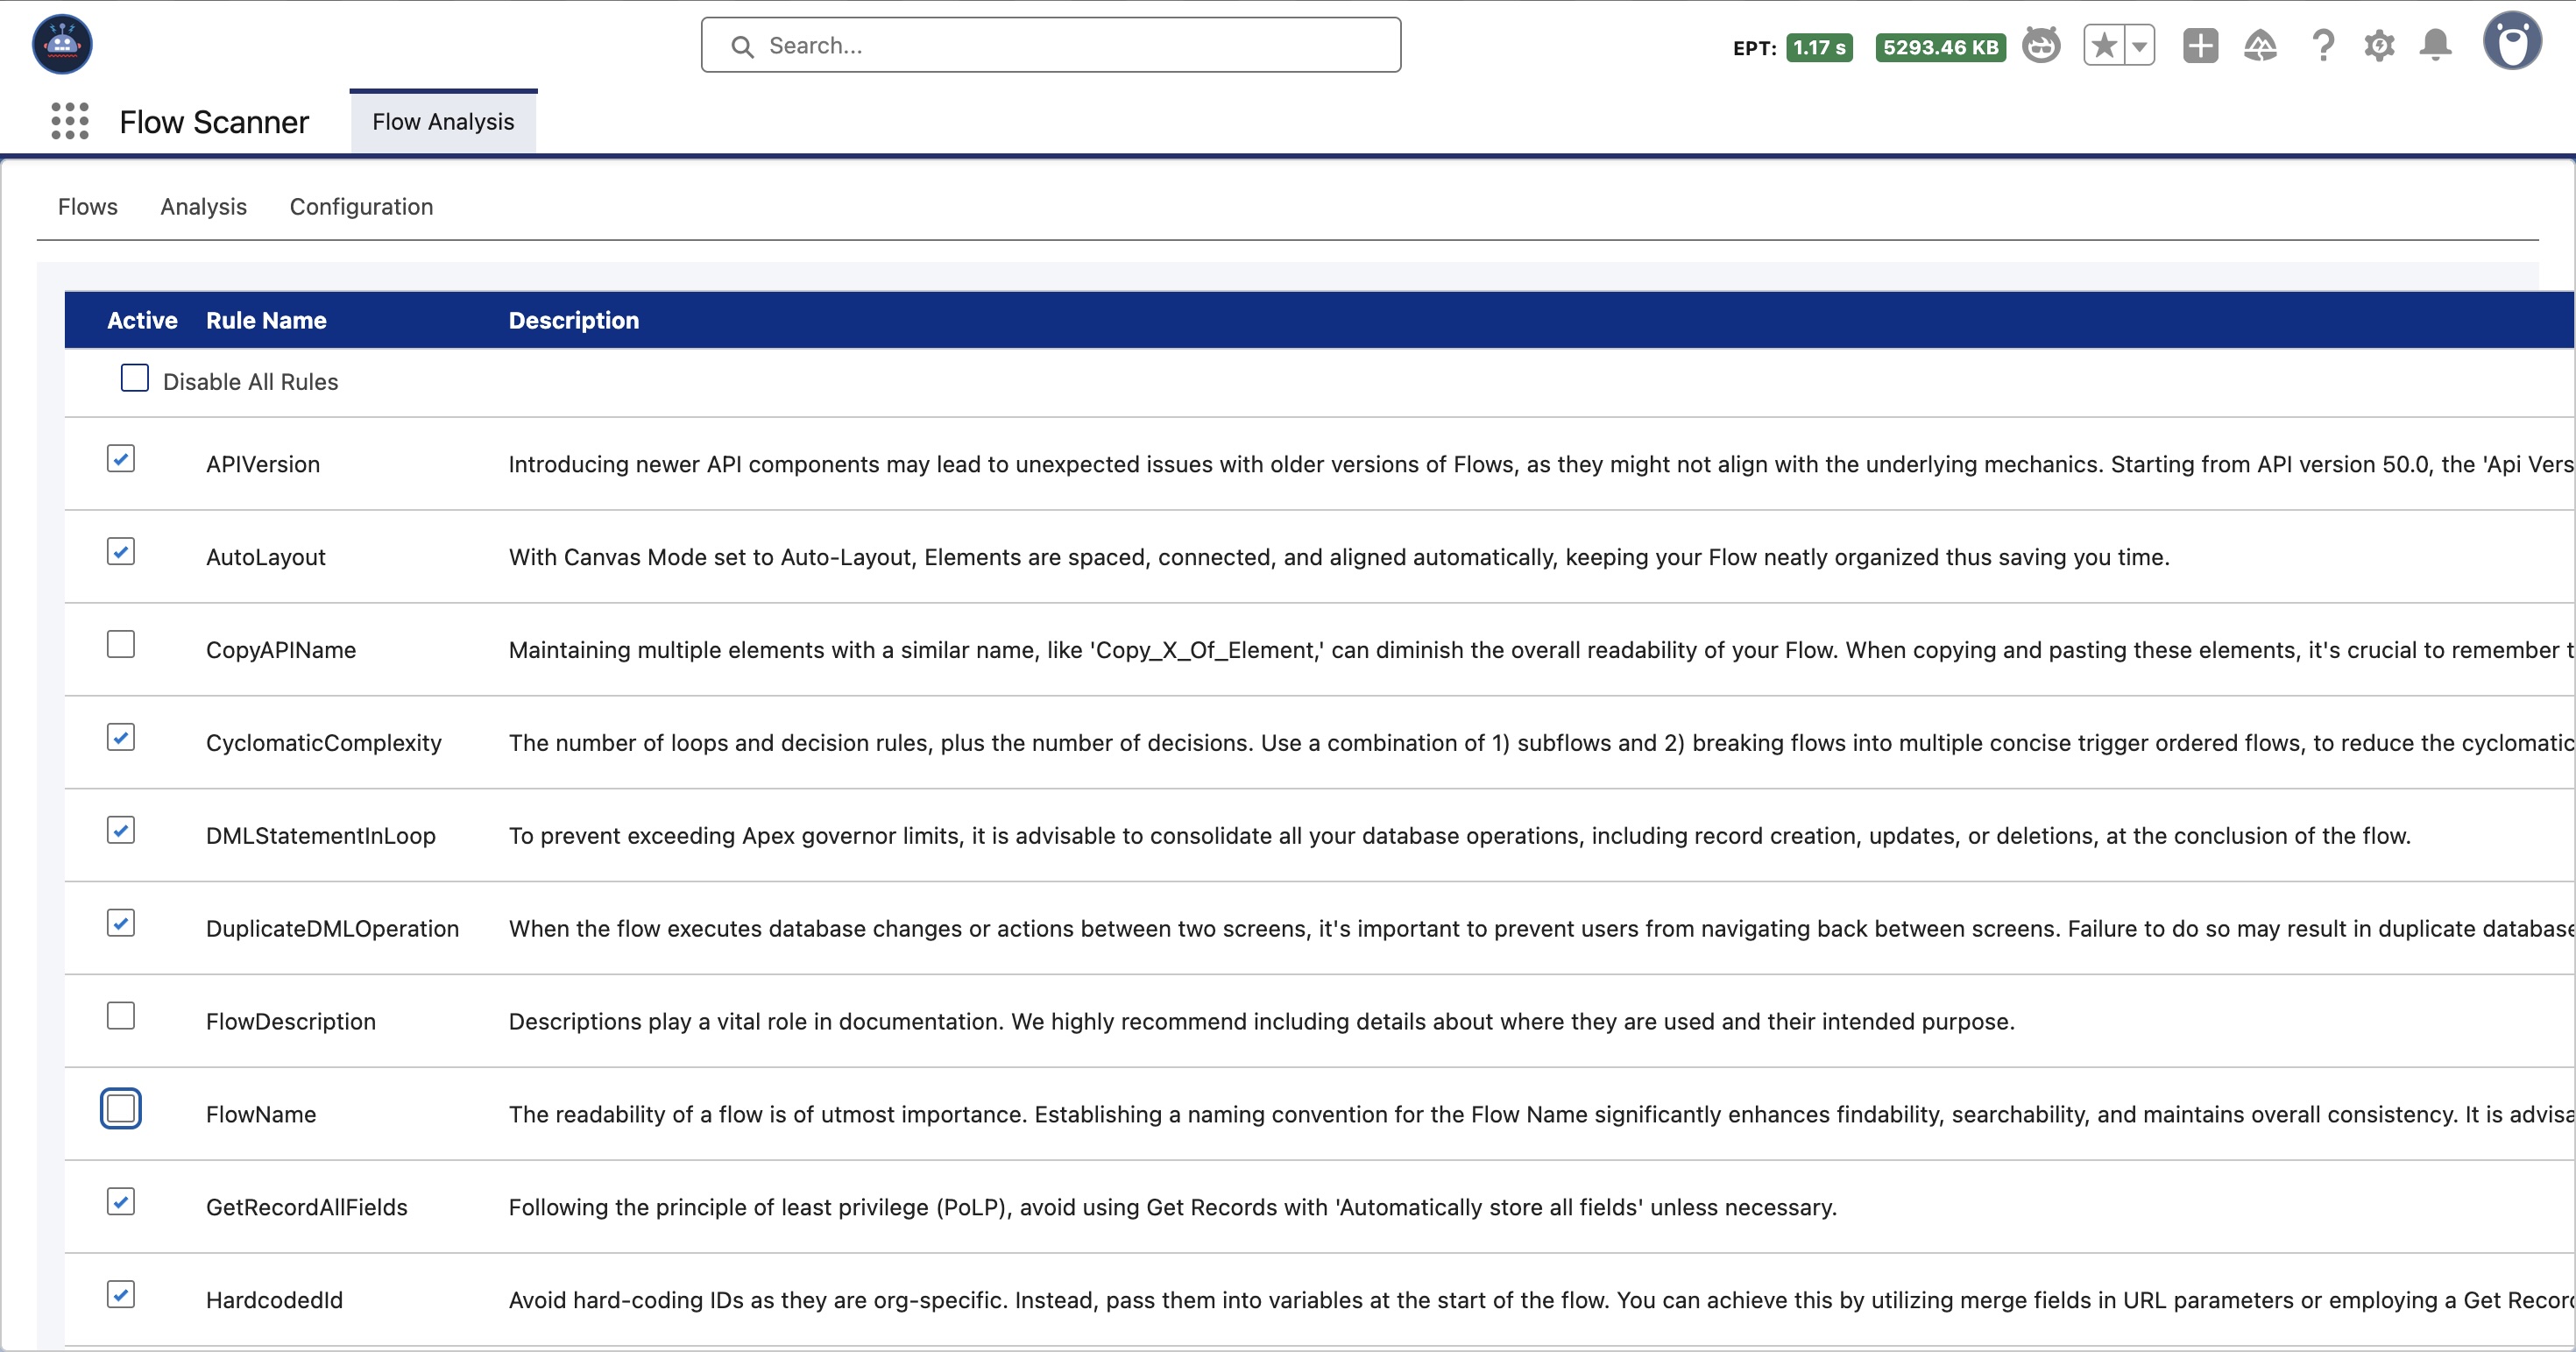 Search...
EPT: 1.17 s 5293.46 KB
Flow Scanner Flow Analysis
Flows Analysis Configuration
Active Rule Name Description
Disable All Rules
APIVersion Introducing newer API components may lead to unexpected issues with older versions of Flows, as they might not align with the underlying mechanics. Starting from API version 50.0, the 'Api Vers
AutoLayout With Canvas Mode set to Auto-Layout, Elements are spaced, connected, and aligned automatically, keeping your Flow neatly organized thus saving you time.
CopyAPIName Maintaining multiple elements with a similar name, like 'Copy_X_Of_Element,' can diminish the overall readability of your Flow. When copying and pasting these elements, it's crucial to remember t
CyclomaticComplexity The number of loops and decision rules, plus the number of decisions. Use a combination of 1) subflows and 2) breaking flows into multiple concise trigger ordered flows, to reduce the cyclomatic
DMLStatementInLoop To prevent exceeding Apex governor limits, it is advisable to consolidate all your database operations, including record creation, updates, or deletions, at the conclusion of the flow.
DuplicateDMLOperation When the flow executes database changes or actions between two screens, it's important to prevent users from navigating back between screens. Failure to do so may result in duplicate database
FlowDescription Descriptions play a vital role in documentation. We highly recommend including details about where they are used and their intended purpose.
FlowName The readability of a flow is of utmost importance. Establishing a naming convention for the Flow Name significantly enhances findability, searchability, and maintains overall consistency. It is advisa
GetRecordAllFields Following the principle of least privilege (PoLP), avoid using Get Records with 'Automatically store all fields' unless necessary.
HardcodedId Avoid hard-coding IDs as they are org-specific. Instead, pass them into variables at the start of the flow. You can achieve this by utilizing merge fields in URL parameters or employing a Get Recor